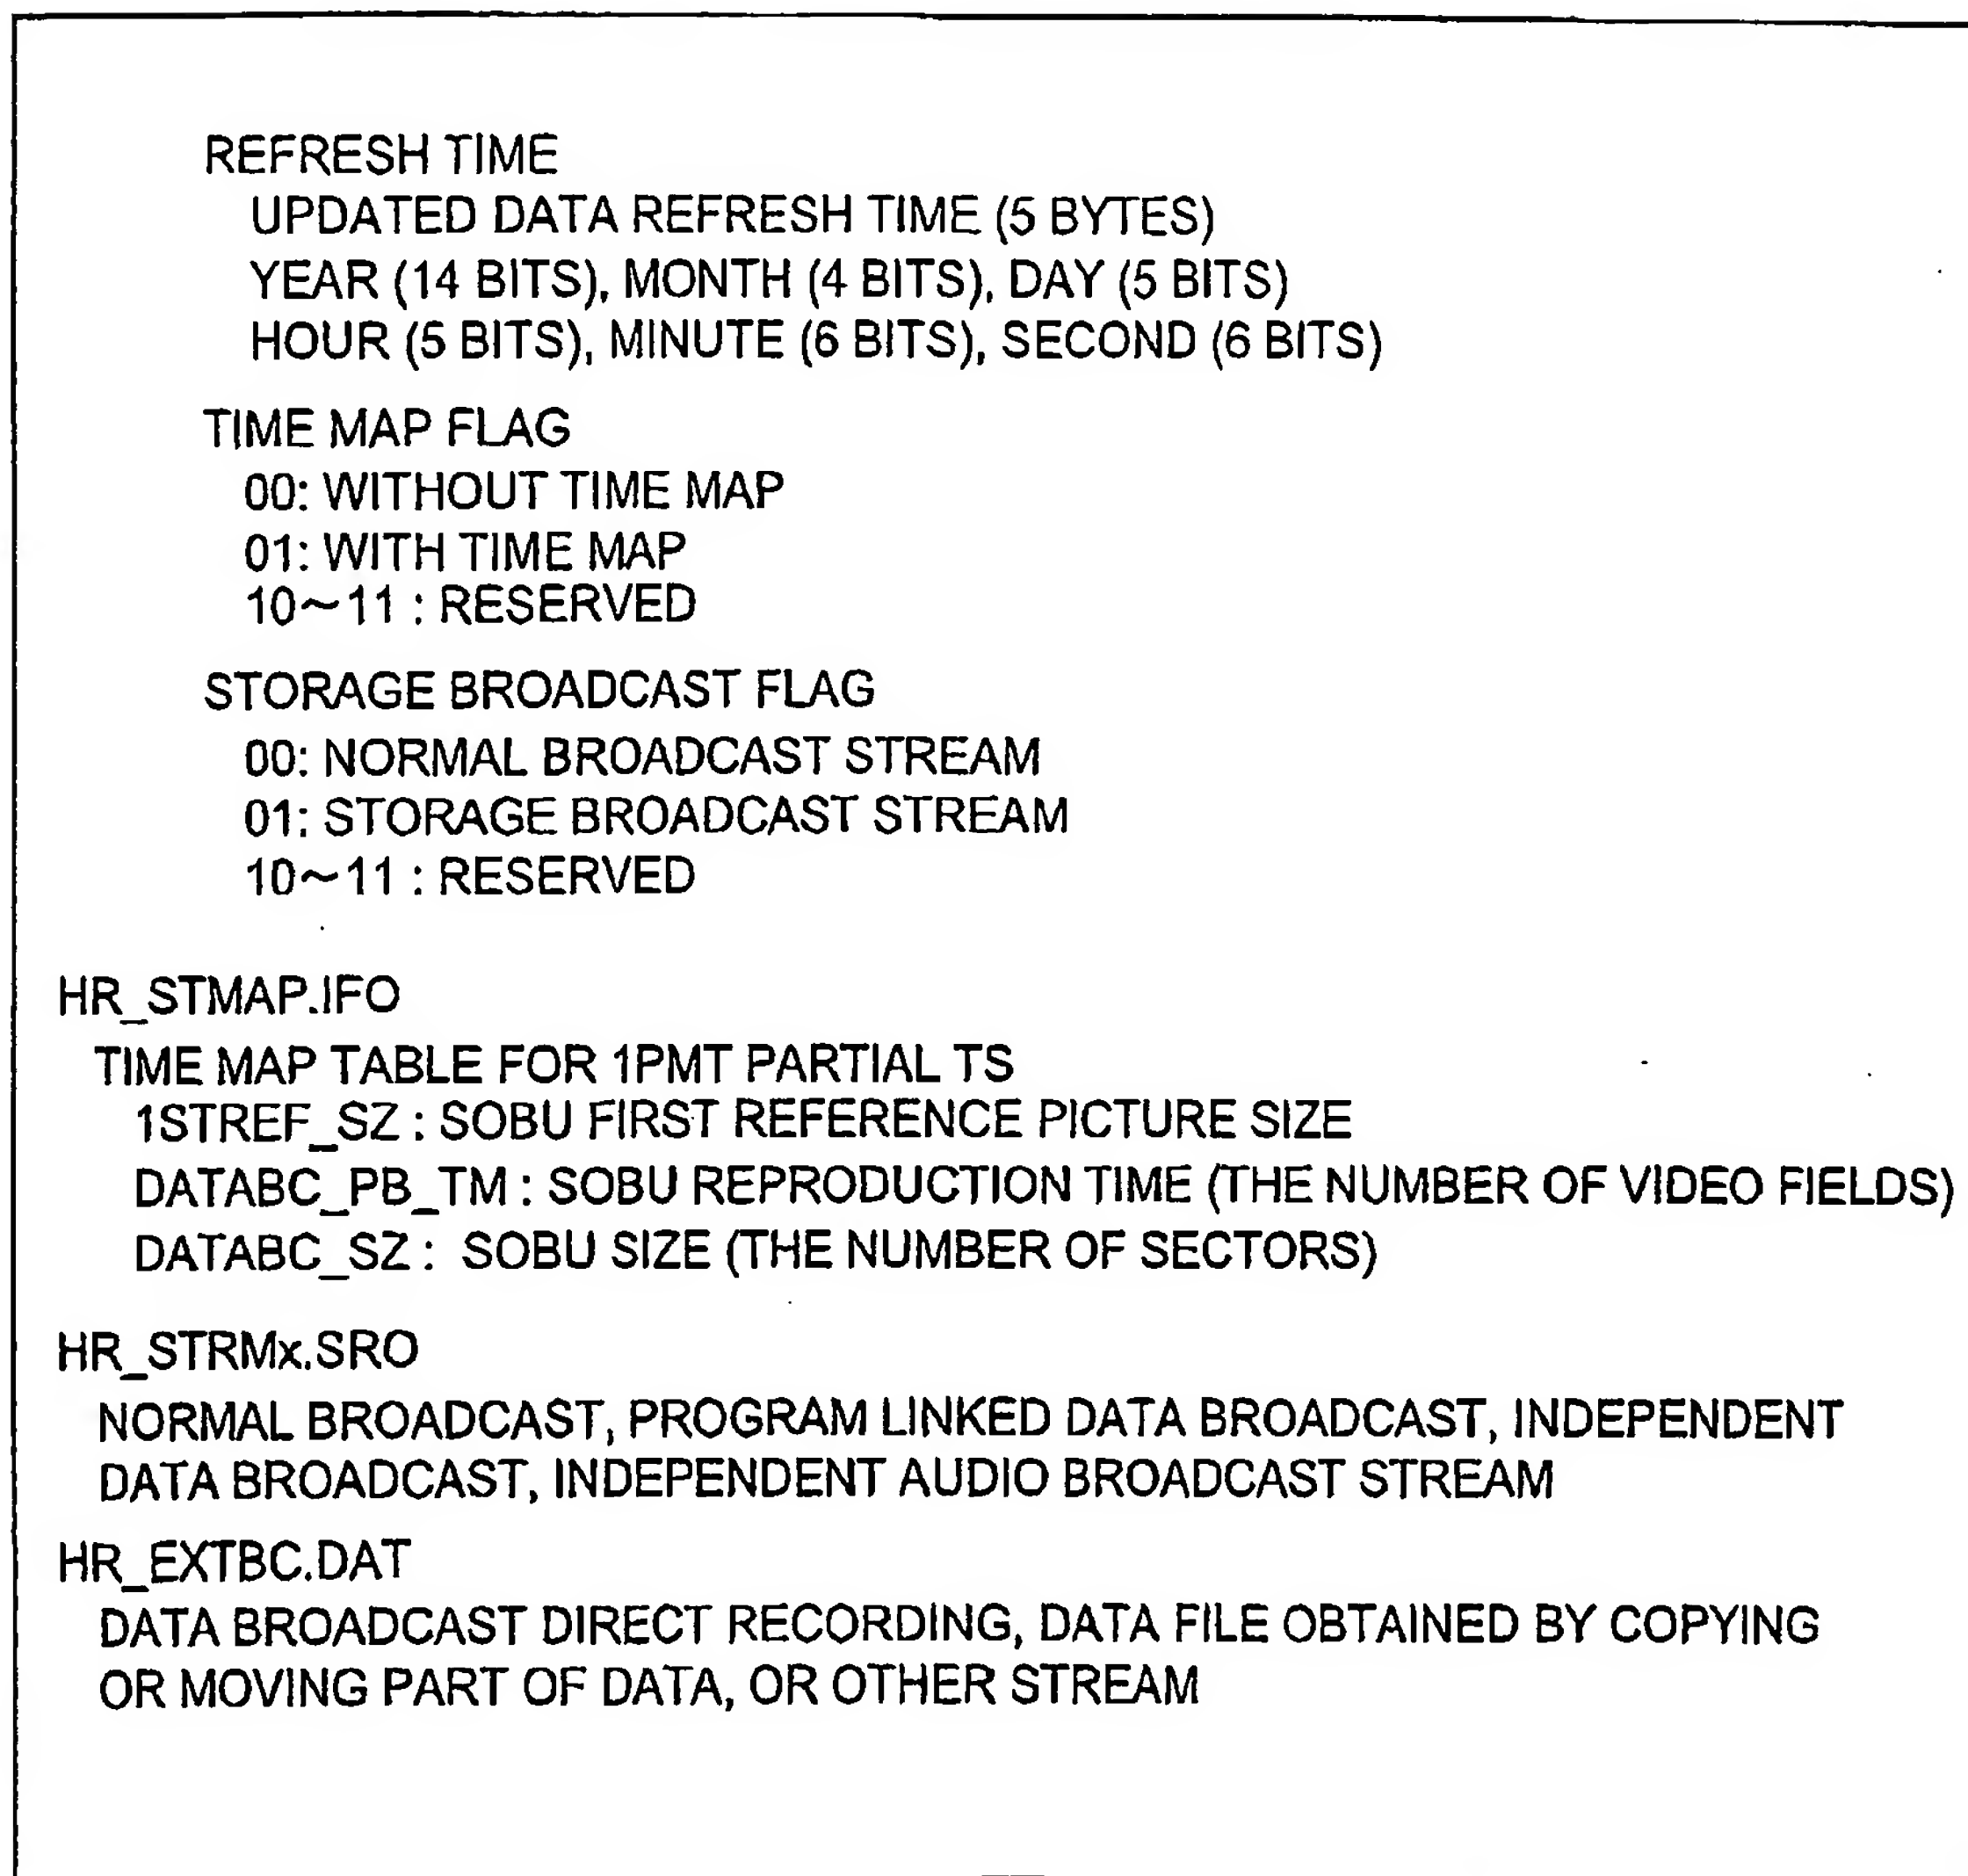 REFRESH TIME
UPDATED DATA REFRESH TIME (5 BYTES)
YEAR (14 BITS), MONTH (4 BITS), DAY (5 BITS)
HOUR (5 BITS), MINUTE (6 BITS), SECOND (6 BITS)
TIME MAP FLAG
00: WITHOUT TIME MAP
01: WITH TIME MAP
10~11 : RESERVED
STORAGE BROADCAST FLAG
00: NORMAL BROADCAST STREAM
01: STORAGE BROADCAST STREAM
10~11 : RESERVED
HR_STMAP.IFO
TIME MAP TABLE FOR 1PMT PARTIAL TS
1STREF_SZ : SOBU FIRST REFERENCE PICTURE SIZE
DATABC_PB_TM : SOBU REPRODUCTION TIME (THE NUMBER OF VIDEO FIELDS)
DATABC_SZ : SOBU SIZE (THE NUMBER OF SECTORS)
HR_STRMx.SRO
NORMAL BROADCAST, PROGRAM LINKED DATA BROADCAST, INDEPENDENT
DATA BROADCAST, INDEPENDENT AUDIO BROADCAST STREAM
HR_EXTBC.DAT
DATA BROADCAST DIRECT RECORDING, DATA FILE OBTAINED BY COPYING
OR MOVING PART OF DATA, OR OTHER STREAM